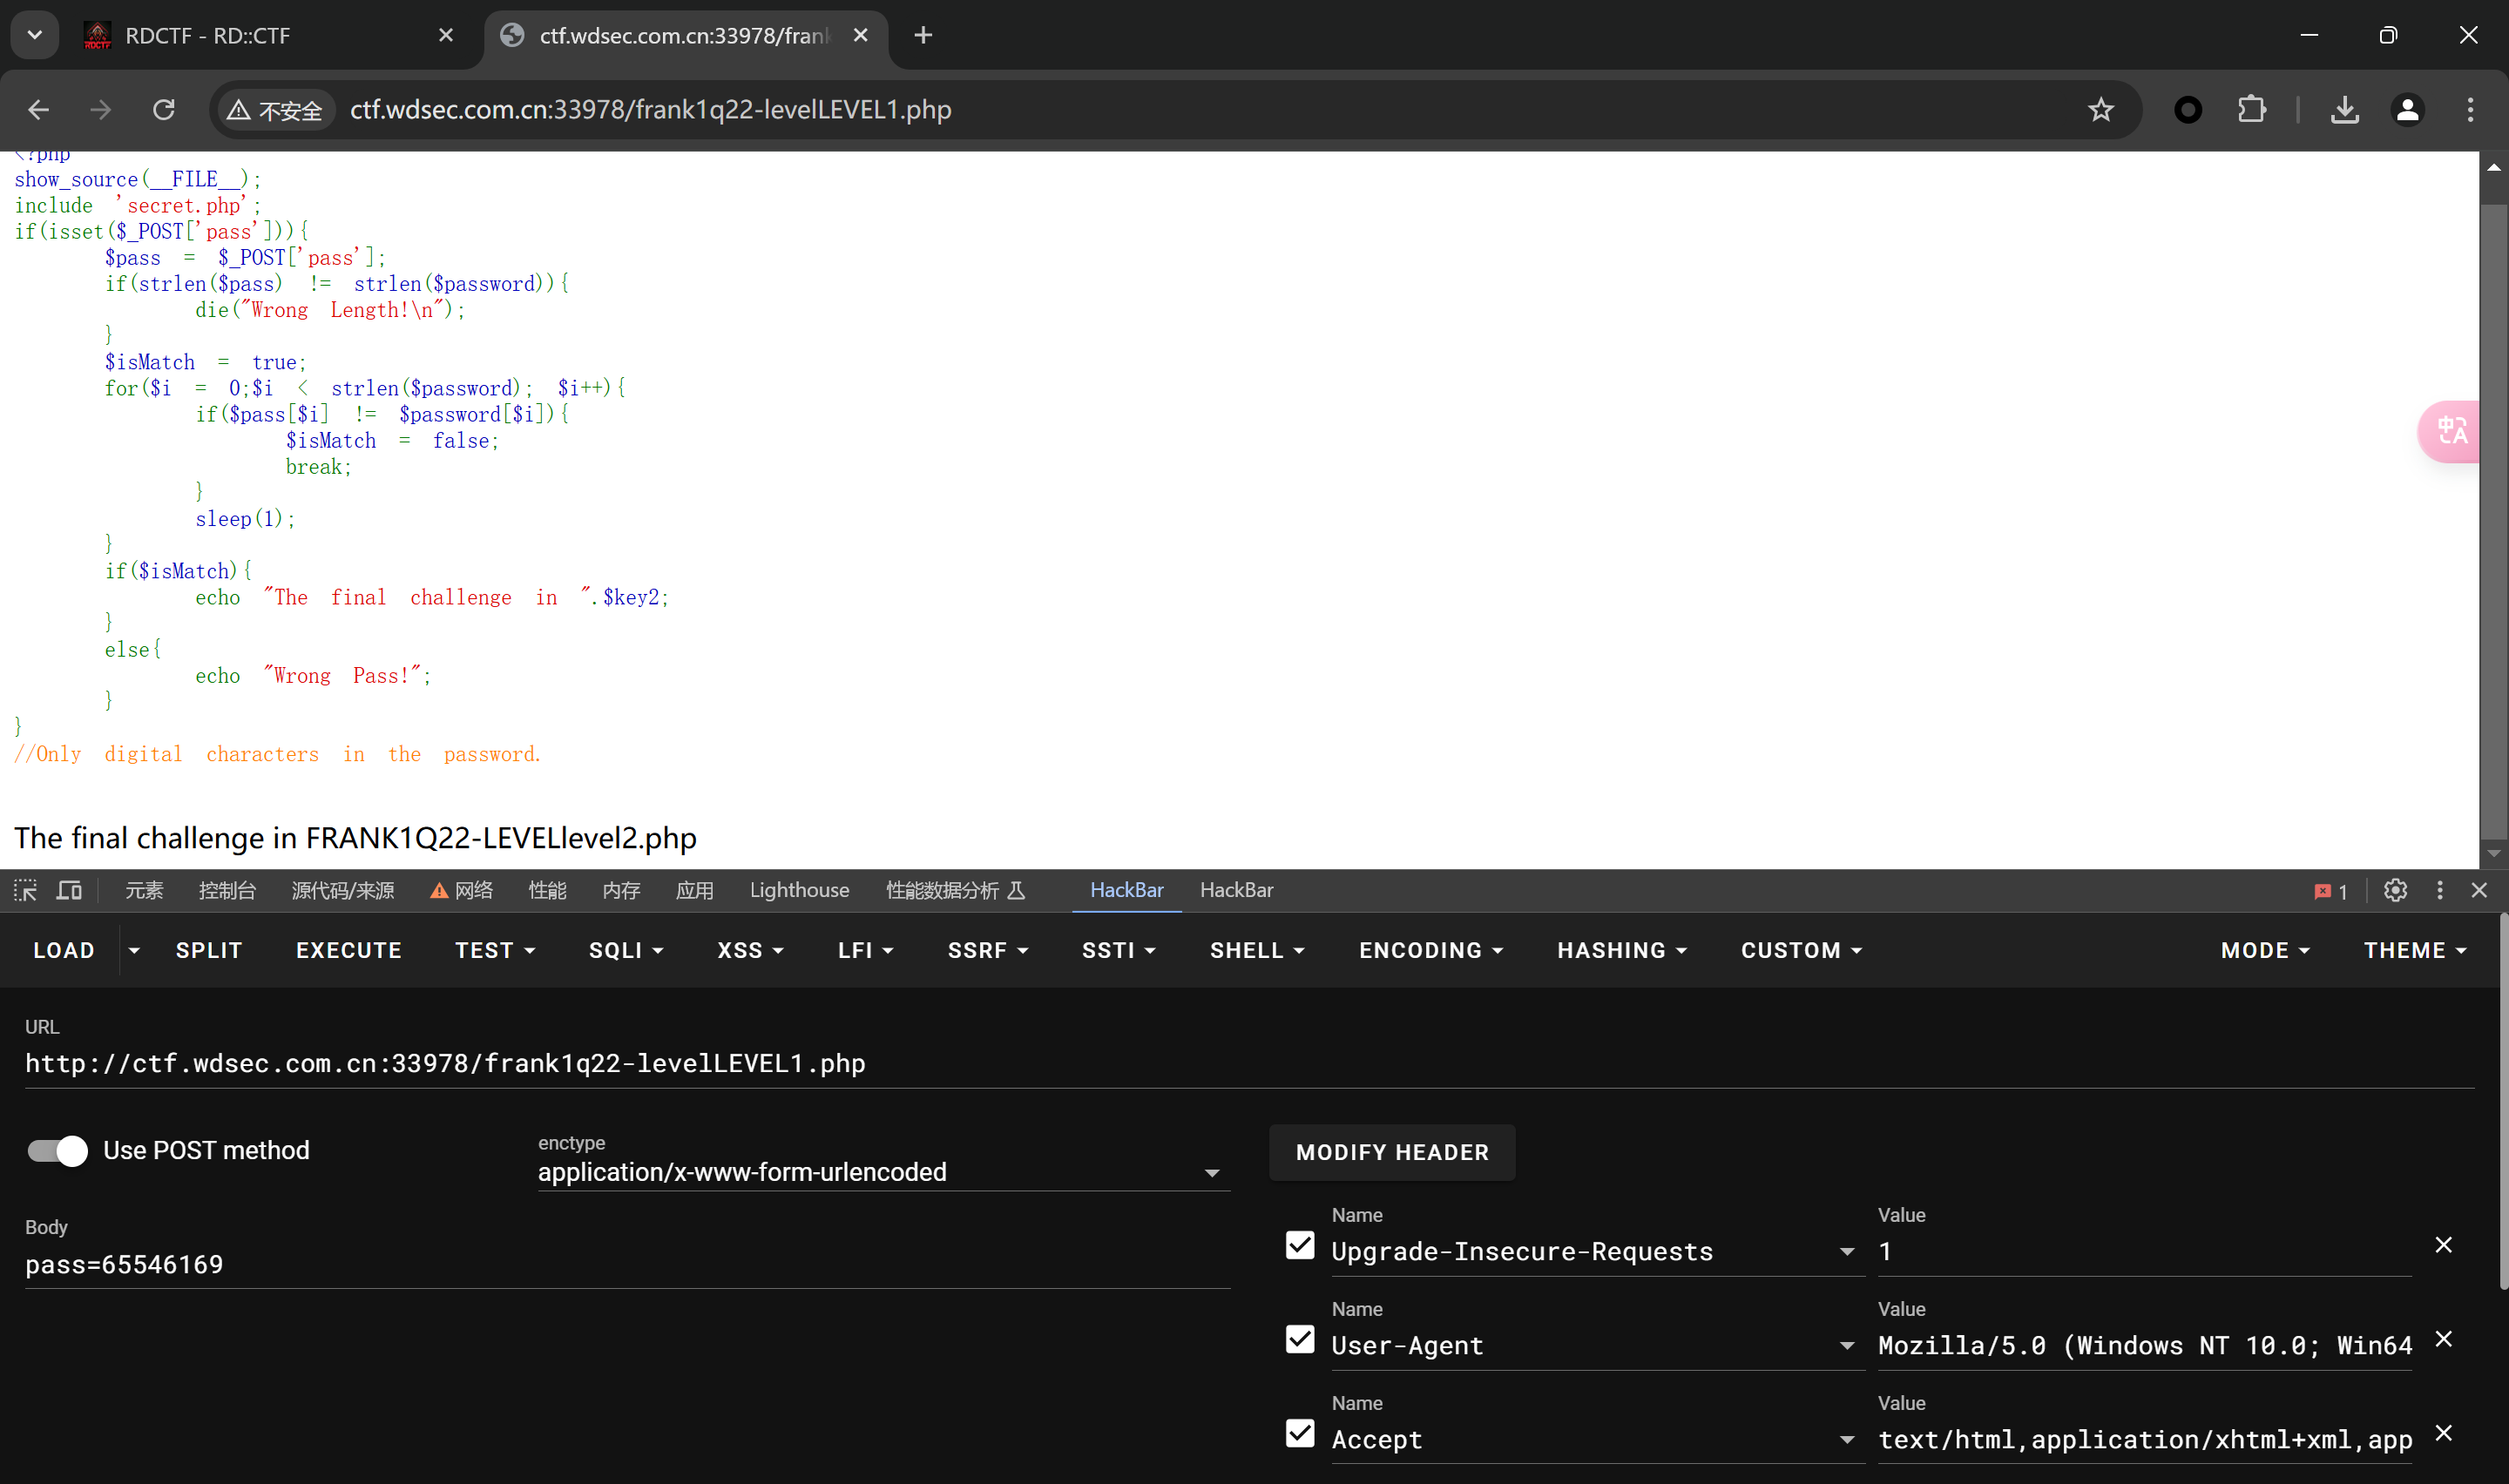 RDCTF - RD::CTF
ctf.wdsec.com.cn:33978/frank
不安全
ctf.wdsec.com.cn:33978/frank1q22-levelLEVEL1.php
<?php
show_source(__FILE__);
include 'secret.php';
if(isset($_POST['pass'])){
$pass = $_POST['pass'];
if(strlen($pass) != strlen($password)){
die("Wrong Length!\n");
}
$isMatch = true;
for($i = 0;$i < strlen($password); $i++){
if($pass[$i] != $password[$i]){
$isMatch = false;
break;
}
sleep(1);
}
if($isMatch){
echo "The final challenge in ".$key2;
}
else{
echo "Wrong Pass!";
}
}
//Only digital characters in the password.
The final challenge in FRANK1Q22-LEVELlevel2.php
中A
元素 控制台 源代码/来源 网络 性能 内存 应用 Lighthouse 性能数据分析 HackBar HackBar 1
LOAD SPLIT EXECUTE TEST SQLI XSS LFI SSRF SSTI SHELL ENCODING HASHING CUSTOM MODE THEME
URL
http://ctf.wdsec.com.cn:33978/frank1q22-levelLEVEL1.php
Use POST method
enctype
application/x-www-form-urlencoded
MODIFY HEADER
Body
pass=65546169
Name Value
Upgrade-Insecure-Requests 1
Name Value
User-Agent Mozilla/5.0 (Windows NT 10.0; Win64
Name Value
Accept text/html,application/xhtml+xml,app